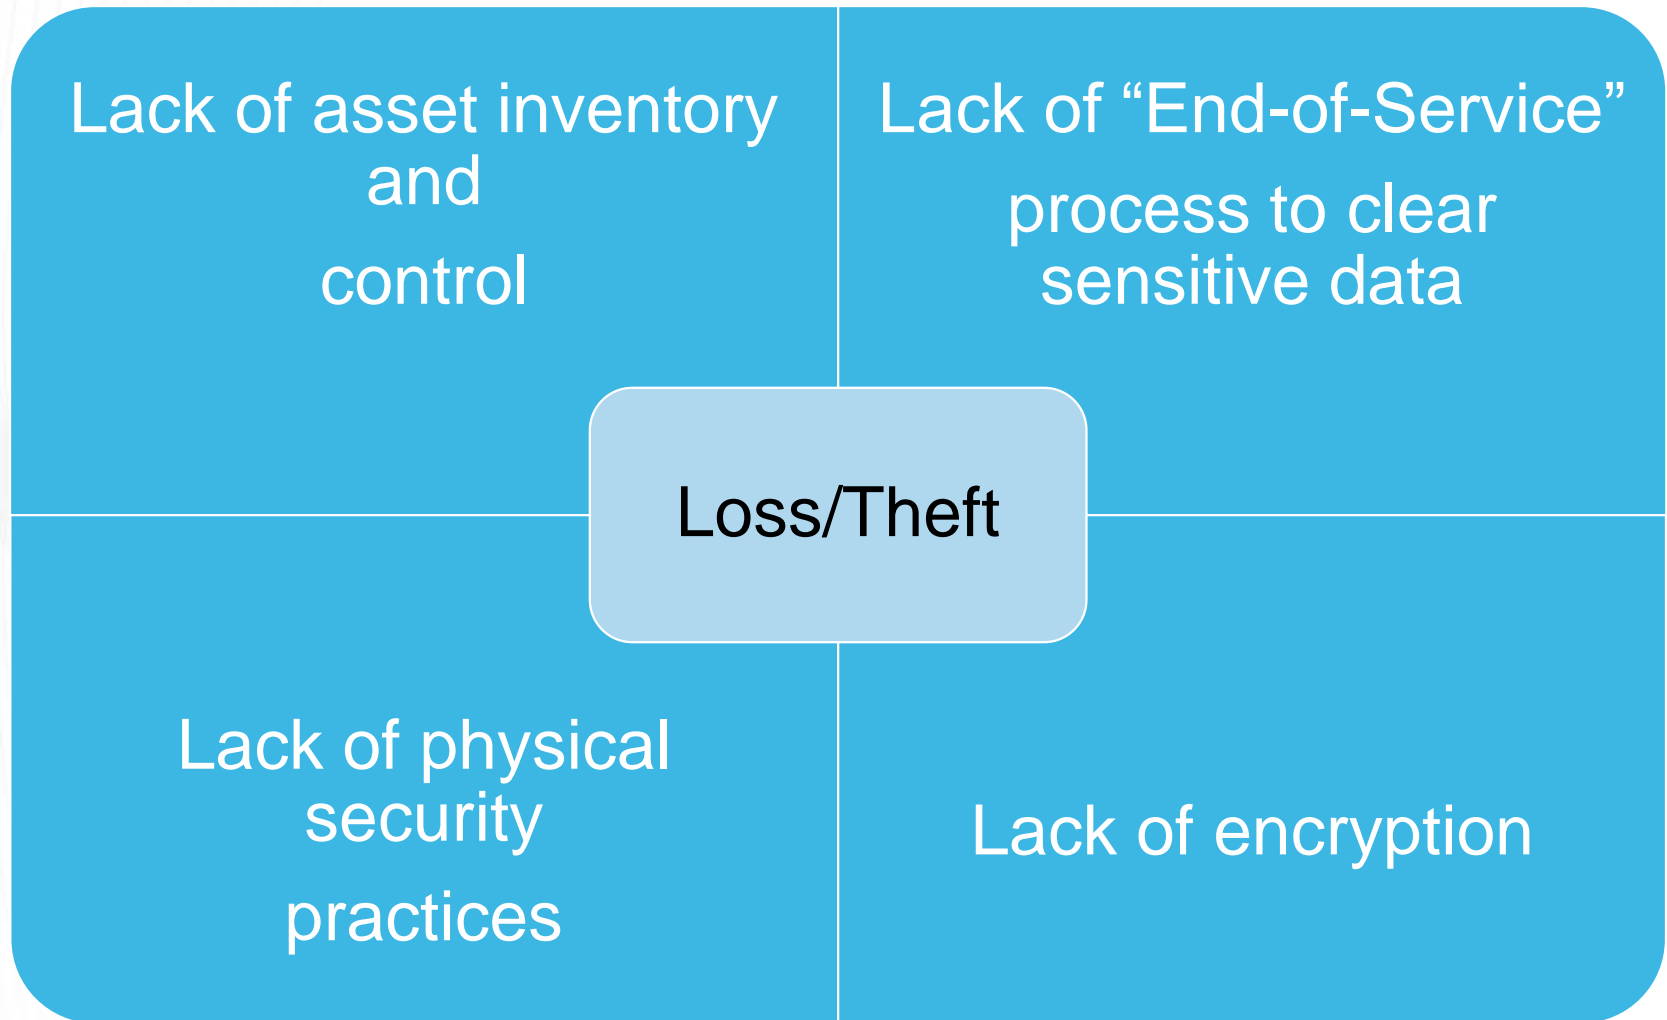 Lack of asset inventory
and
control
Lack of “End-of-Service”
process to clear
sensitive data
Loss/Theft
Lack of physical
security
practices
Lack of encryption